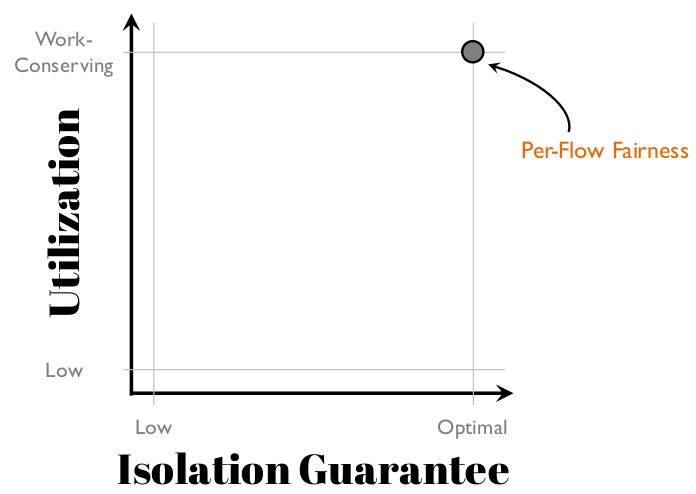 Work-
Conserving
Utilization
Per-Flow Fairness
Low
Low
Optimal
Isolation Guarantee